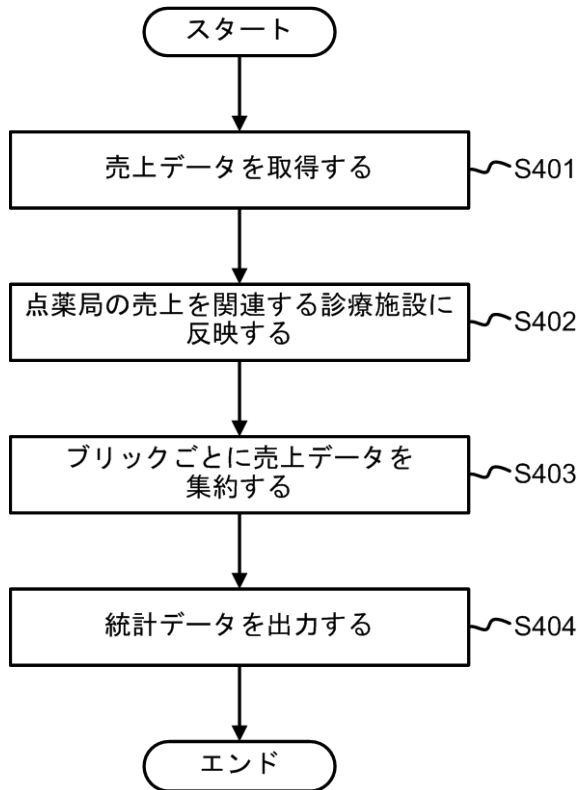 スタート
売上データを取得する
S401
点薬局の売上を関連する診療施設に
反映する
S402
ブリックごとに売上データを
集約する
S403
統計データを出力する
S404
エンド